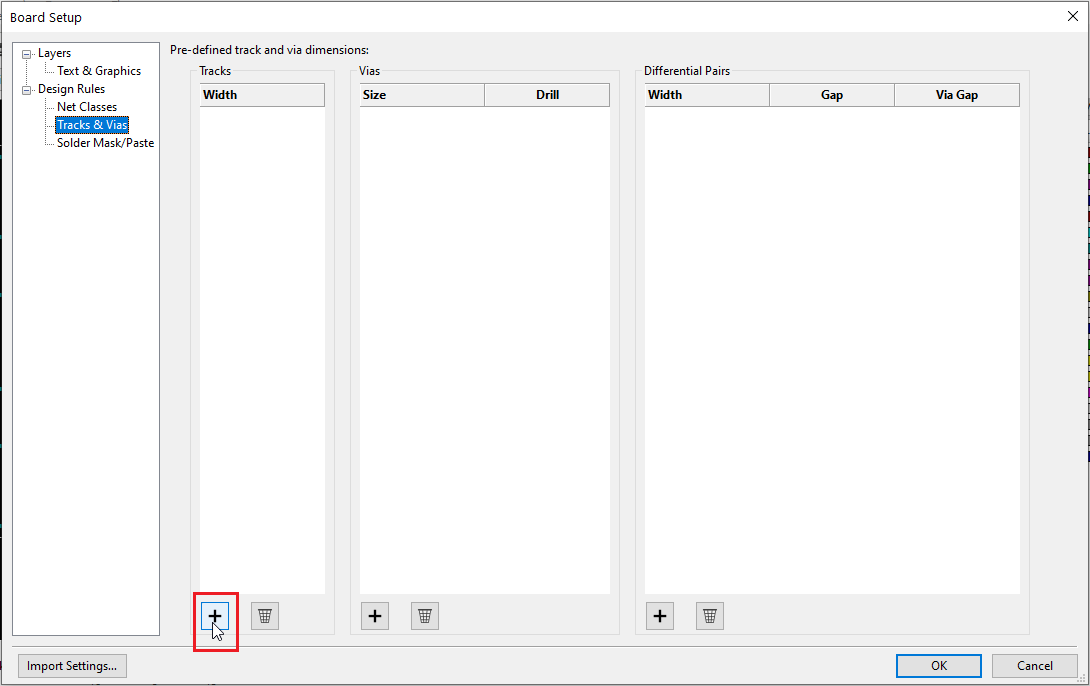 Board Setup
Layers
Text & Graphics
Design Rules
Net Classes
Tracks & Vias
Solder Mask/Paste
Pre-defined track and via dimensions:
Tracks
Width
Vias
Size Drill
Differential Pairs
Width Gap Via Gap
Import Settings...
OK
Cancel